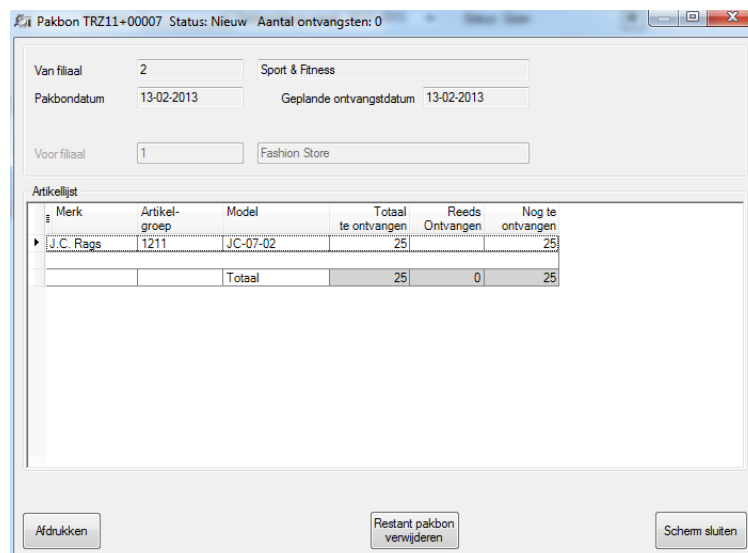 Pakbon TRZ11+00007 Status: Nieuw Aantal ontvangsten: 0
Van filiaal 2 Sport & Fitness
Pakbondatum 13-02-2013 Geplande ontvangstdatum 13-02-2013
Voor filiaal 1 Fashion Store
Artikellijst
Merk Artikel-groep Model Totaal te ontvangen Reeds Ontvangen Nog te ontvangen
J.C. Rags 1211 JC-07-02 25 25
Totaal 25 0 25
Afdrukken Restant pakbon verwijderen Scherm sluiten